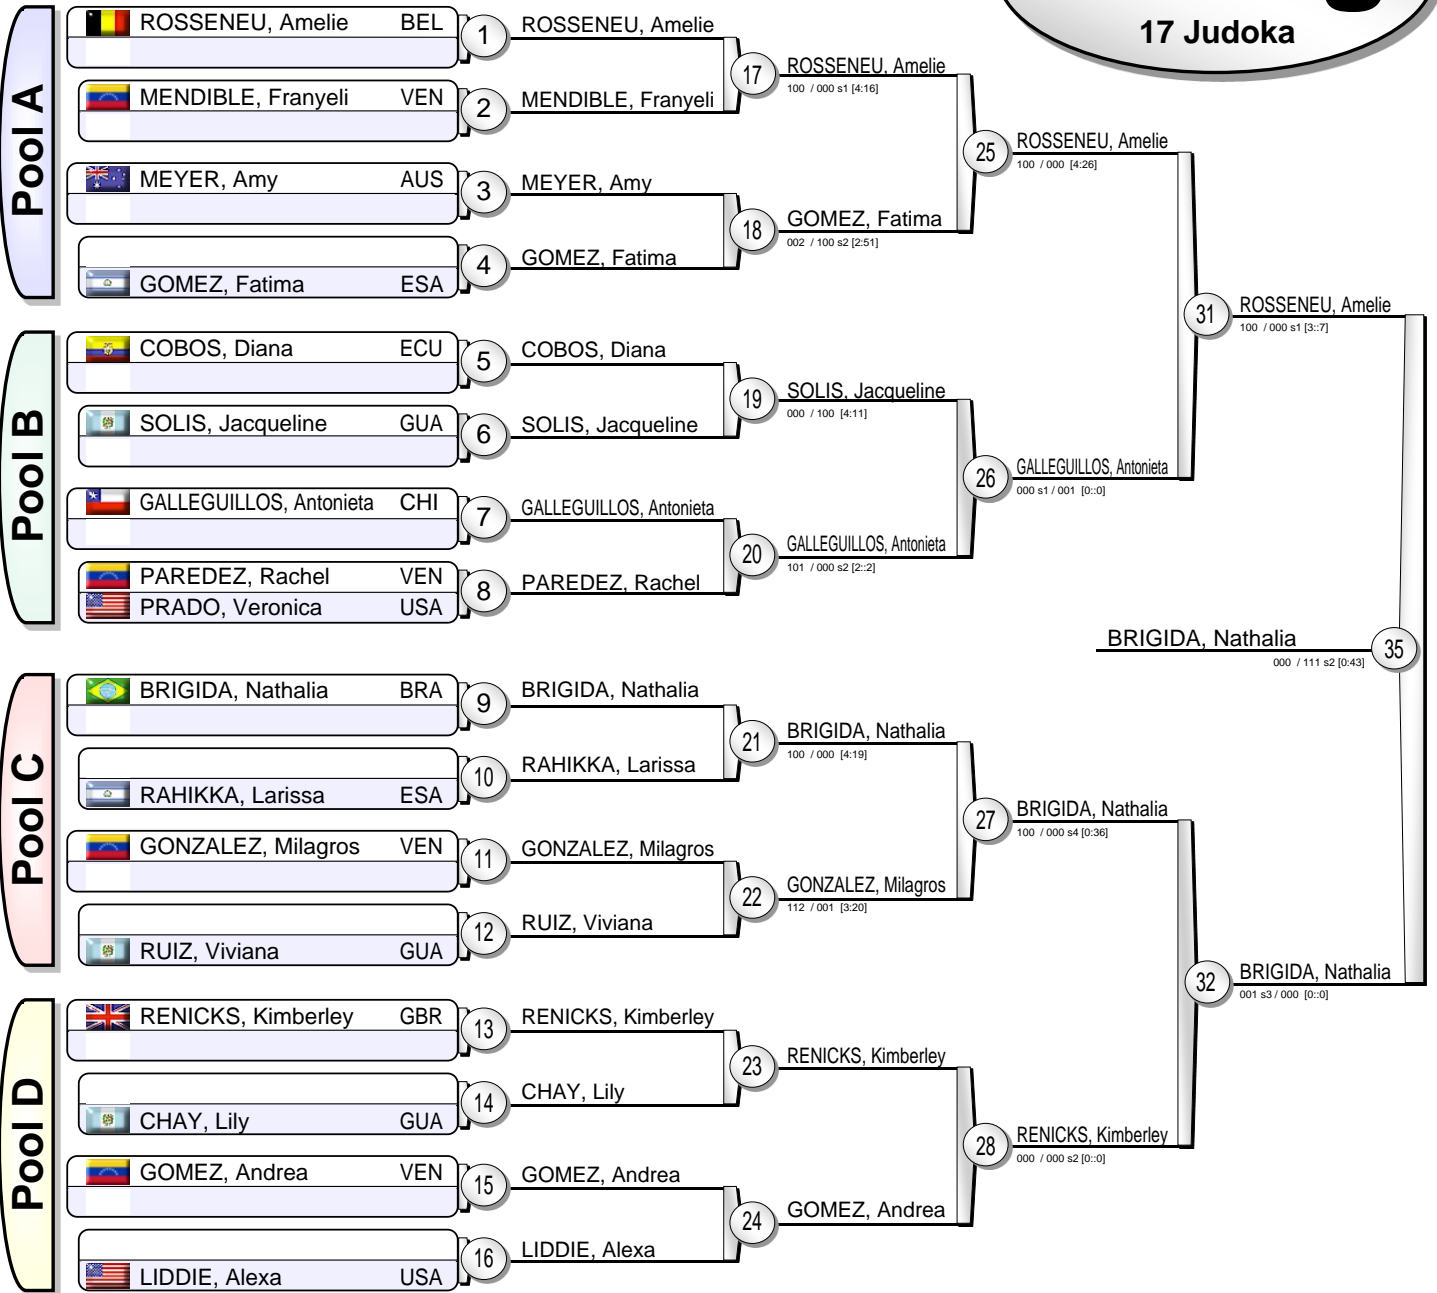 17 Judoka
Pool A
ROSSENEU, Amelie BEL
MENDIBLE, Franyeli VEN
MEYER, Amy AUS
GOMEZ, Fatima ESA
Pool B
COBOS, Diana ECU
SOLIS, Jacqueline GUA
GALLEGUILLOS, Antonieta CHI
PAREDEZ, Rachel VEN
PRADO, Veronica USA
Pool C
BRIGIDA, Nathalia BRA
RAHIKKA, Larissa ESA
GONZALEZ, Milagros VEN
RUIZ, Viviana GUA
Pool D
RENICKS, Kimberley GBR
CHAY, Lily GUA
GOMEZ, Andrea VEN
LIDDIE, Alexa USA
1 ROSSENEU, Amelie
2 MENDIBLE, Franyeli
3 MEYER, Amy
4 GOMEZ, Fatima
5 COBOS, Diana
6 SOLIS, Jacqueline
7 GALLEGUILLOS, Antonieta
8 PAREDEZ, Rachel
9 BRIGIDA, Nathalia
10 RAHIKKA, Larissa
11 GONZALEZ, Milagros
12 RUIZ, Viviana
13 RENICKS, Kimberley
14 CHAY, Lily
15 GOMEZ, Andrea
16 LIDDIE, Alexa
17 ROSSENEU, Amelie
100 / 000 s1 [4:16]
18 GOMEZ, Fatima
002 / 100 s2 [2:51]
19 SOLIS, Jacqueline
000 / 100 [4:11]
20 GALLEGUILLOS, Antonieta
101 / 000 s2 [2::2]
21 BRIGIDA, Nathalia
100 / 000 [4:19]
22 GONZALEZ, Milagros
112 / 001 [3:20]
23 RENICKS, Kimberley
24 GOMEZ, Andrea
25 ROSSENEU, Amelie
100 / 000 [4:26]
26 GALLEGUILLOS, Antonieta
000 s1 / 001 [0::0]
27 BRIGIDA, Nathalia
100 / 000 s4 [0:36]
28 RENICKS, Kimberley
000 / 000 s2 [0::0]
31 ROSSENEU, Amelie
100 / 000 s1 [3::7]
32 BRIGIDA, Nathalia
001 s3 / 000 [0::0]
BRIGIDA, Nathalia 35
000 / 111 s2 [0:43]